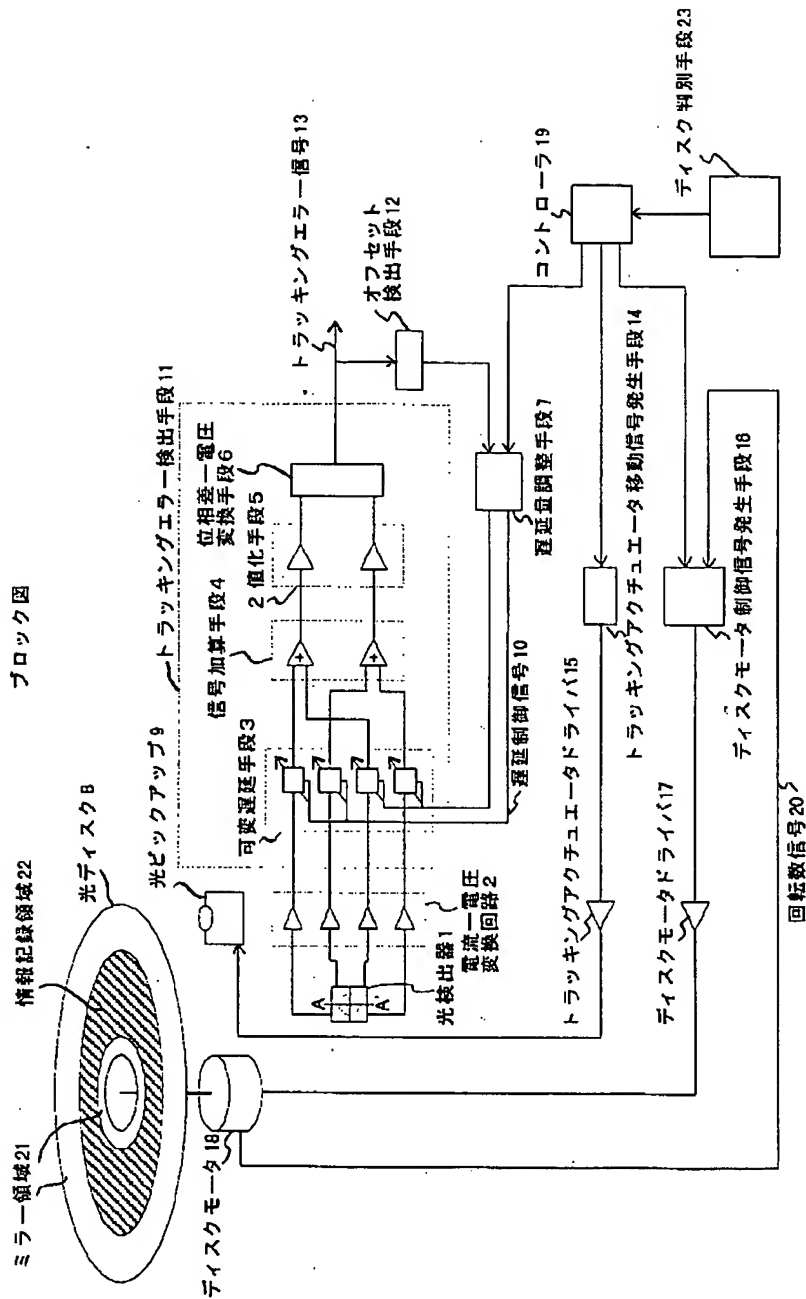 ブロック図
ミラー領域21
情報記録領域22
光ディスク8
光ピックアップ9
トラッキングエラー検出手段11
ディスクモータ18
可変遅延手段3
信号加算手段4
2値化手段5
位相差ー電圧
変換手段6
トラッキングエラー信号13
オフセット
検出手段12
A
A'
光検出器1
電流ー電圧
変換回路2
+
+
遅延制御信号10
遅延量調整手段7
コントローラ19
ディスク判別手段23
トラッキングアクチュエータドライバ15
トラッキングアクチュエータ移動信号発生手段14
ディスクモータドライバ17
ディスクモータ制御信号発生手段16
回転数信号20